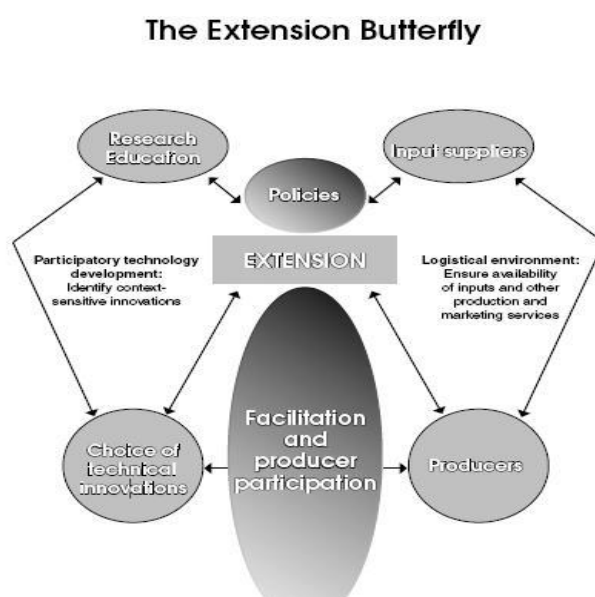 The Extension Butterfly
Research
Education
Input suppliers
Policies
EXTENSION
Participatory technology
development:
Identify context-
sensitive innovations
Logistical environment:
Ensure availability
of inputs and other
production and
marketing services
Facilitation
and
producer
participation
Choice of
technical
innovations
Producers